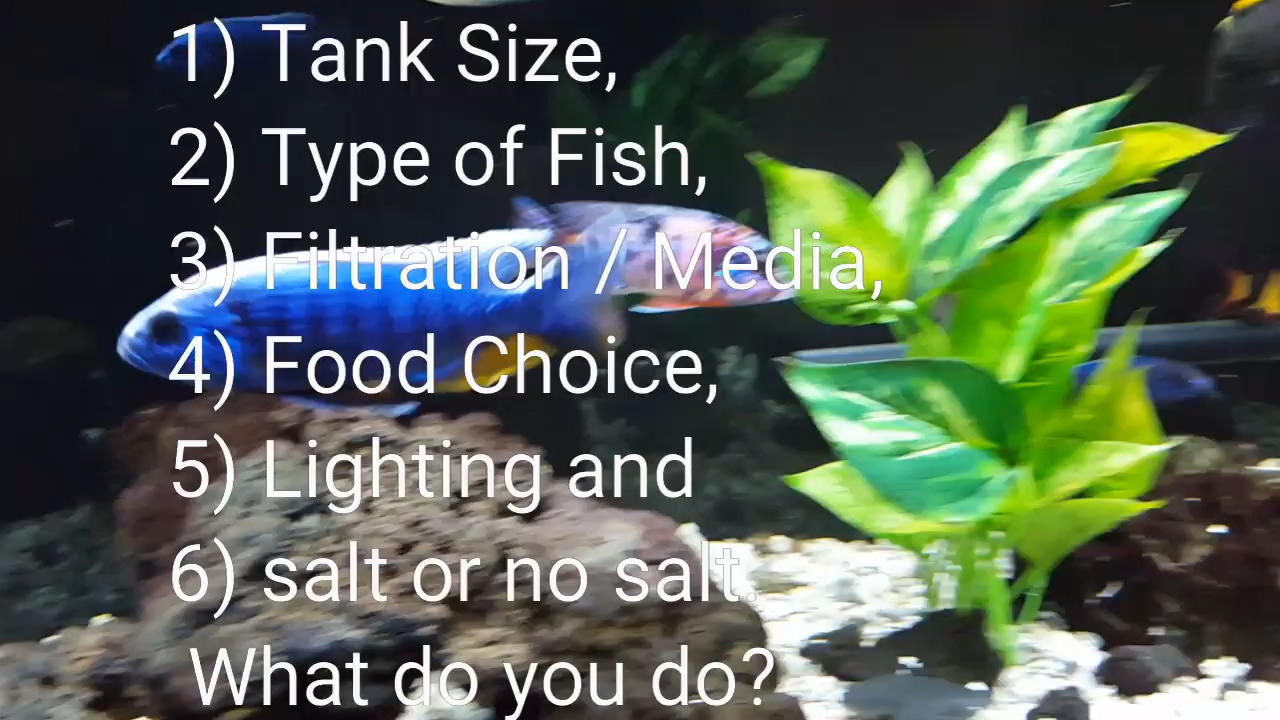 1) Tank Size,
2) Type of Fish,
3) Filtration / Media,
4) Food Choice,
5) Lighting and
6) salt or no salt.
What do you do?